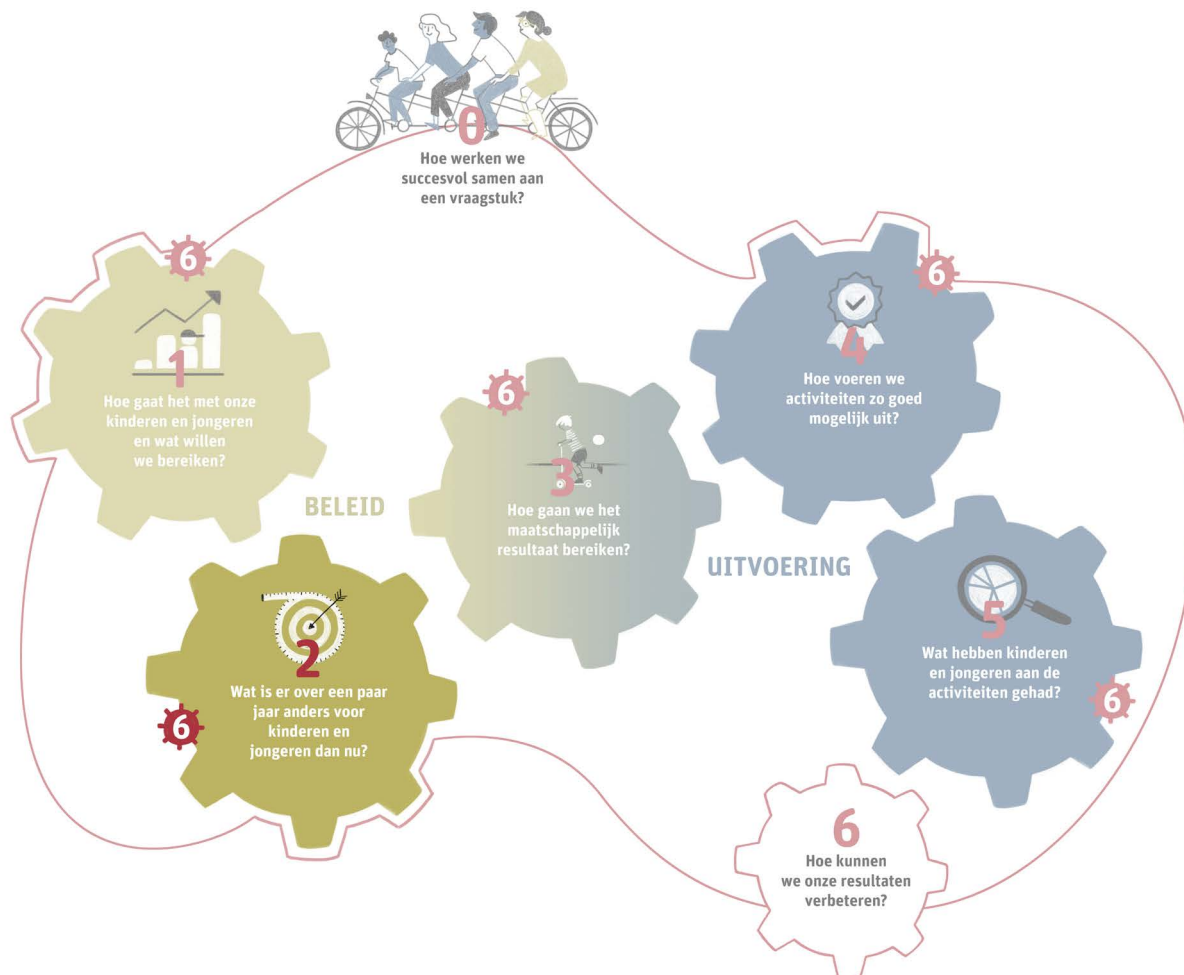 0
Hoe werken we
succesvol samen aan
een vraagstuk?
6
1
Hoe gaat het met onze
kinderen en jongeren
en wat willen
we bereiken?
BELEID
6
2
Wat is er over een paar
jaar anders voor
kinderen en
jongeren dan nu?
6
3
Hoe gaan we het
maatschappelijk
resultaat bereiken?
6
4
Hoe voeren we
activiteiten zo goed
mogelijk uit?
UITVOERING
5
Wat hebben kinderen
en jongeren aan de
activiteiten gehad?
6
6
Hoe kunnen
we onze resultaten
verbeteren?